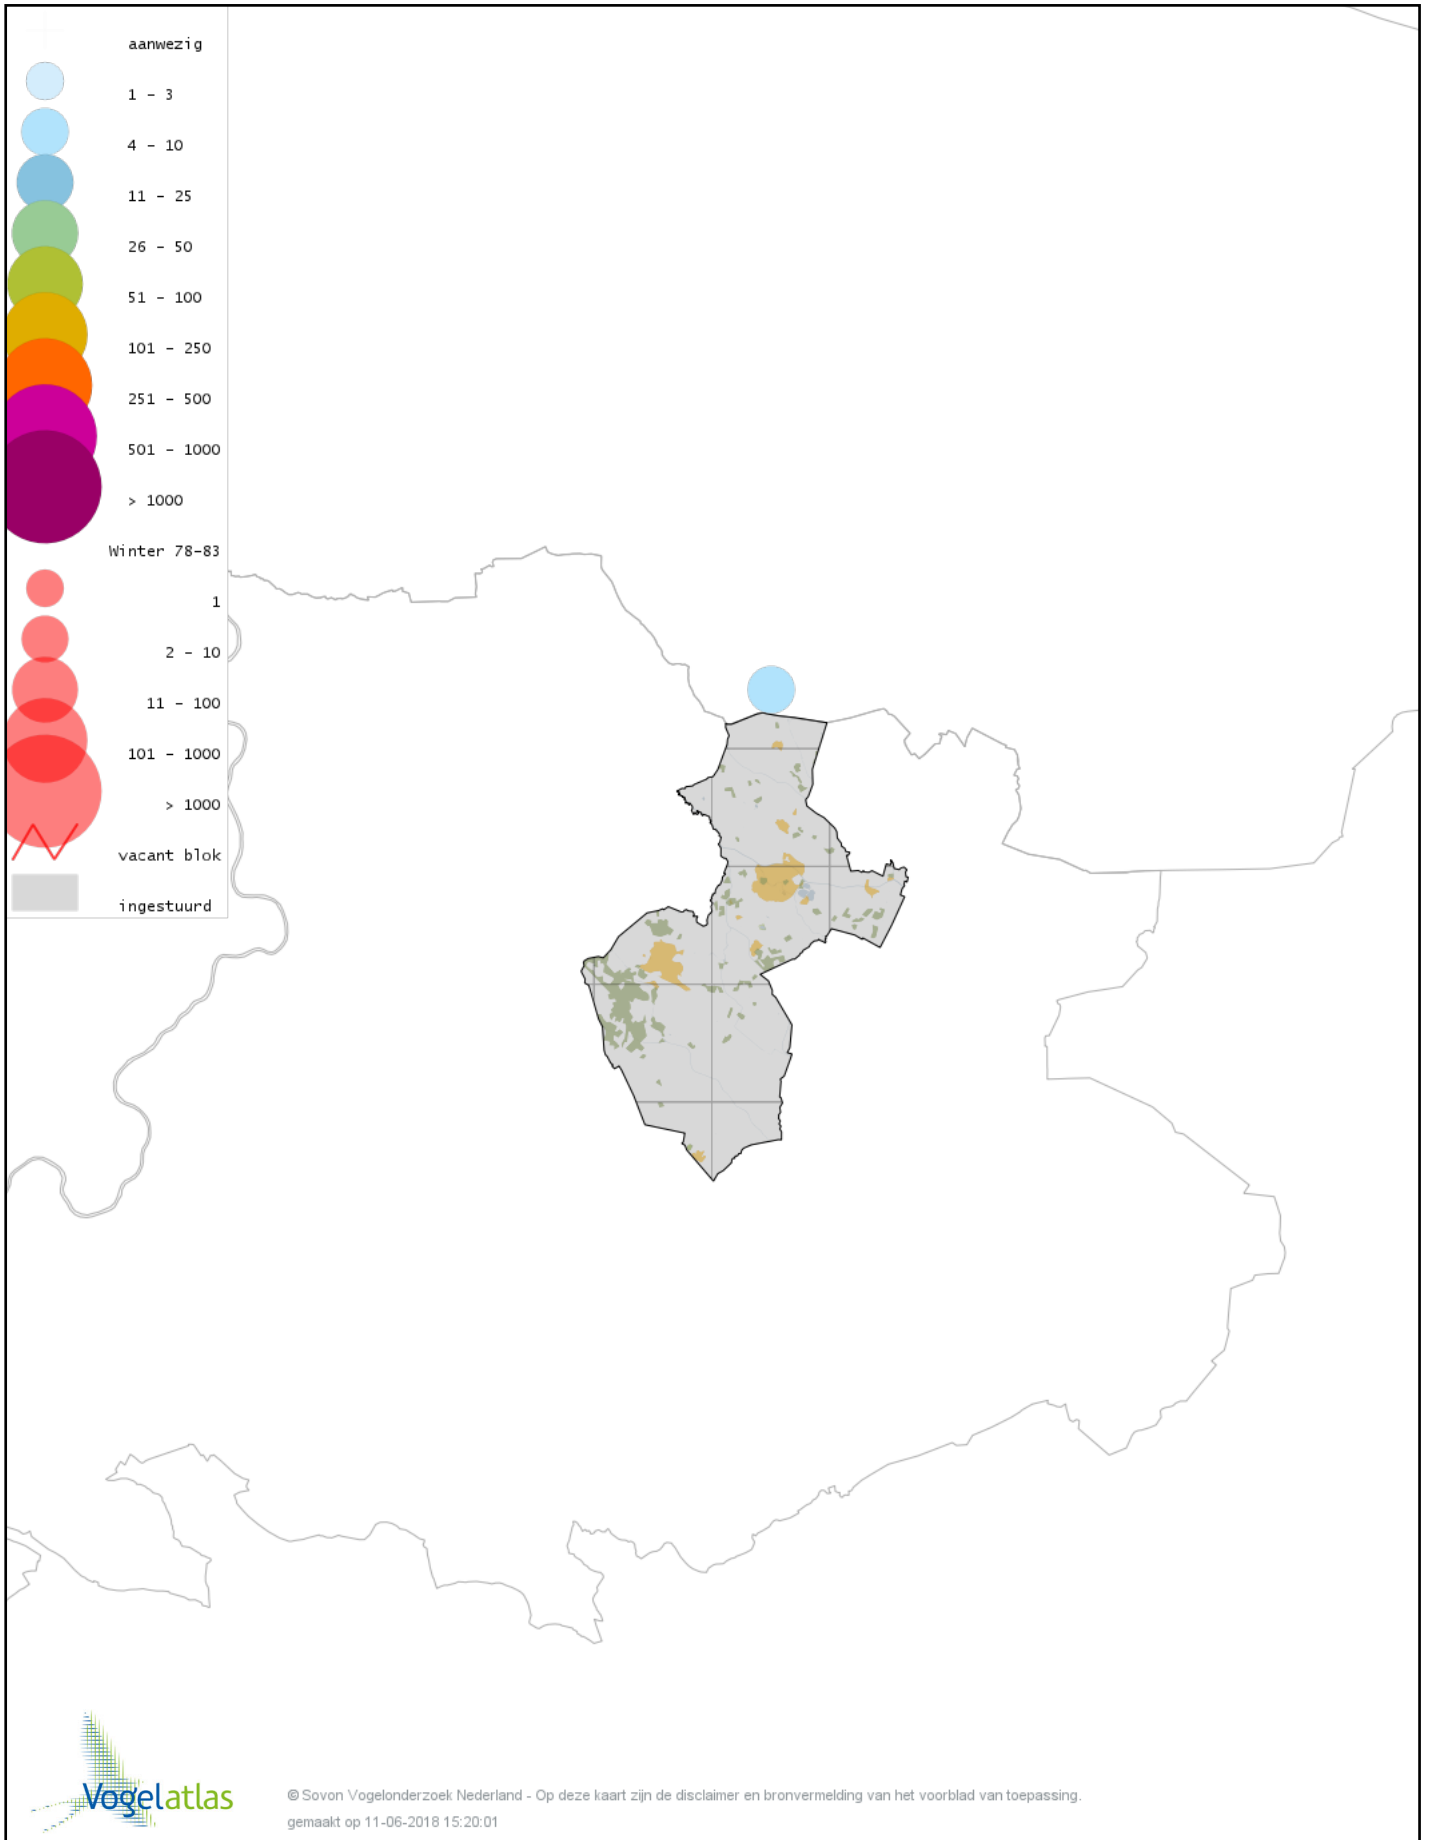 aanwezig
1 - 3
4 - 10
11 - 25
26 - 50
51 - 100
101 - 250
251 - 500
501 - 1000
> 1000
Winter 78-83
1
2 - 10
11 - 100
101 - 1000
> 1000
vacant blok
ingestuurd
Vogelatlas
© Sovon Vogelonderzoek Nederland - Op deze kaart zijn de disclaimer en bronvermelding van het voorblad van toepassing.
gemaakt op 11-06-2018 15:20:01